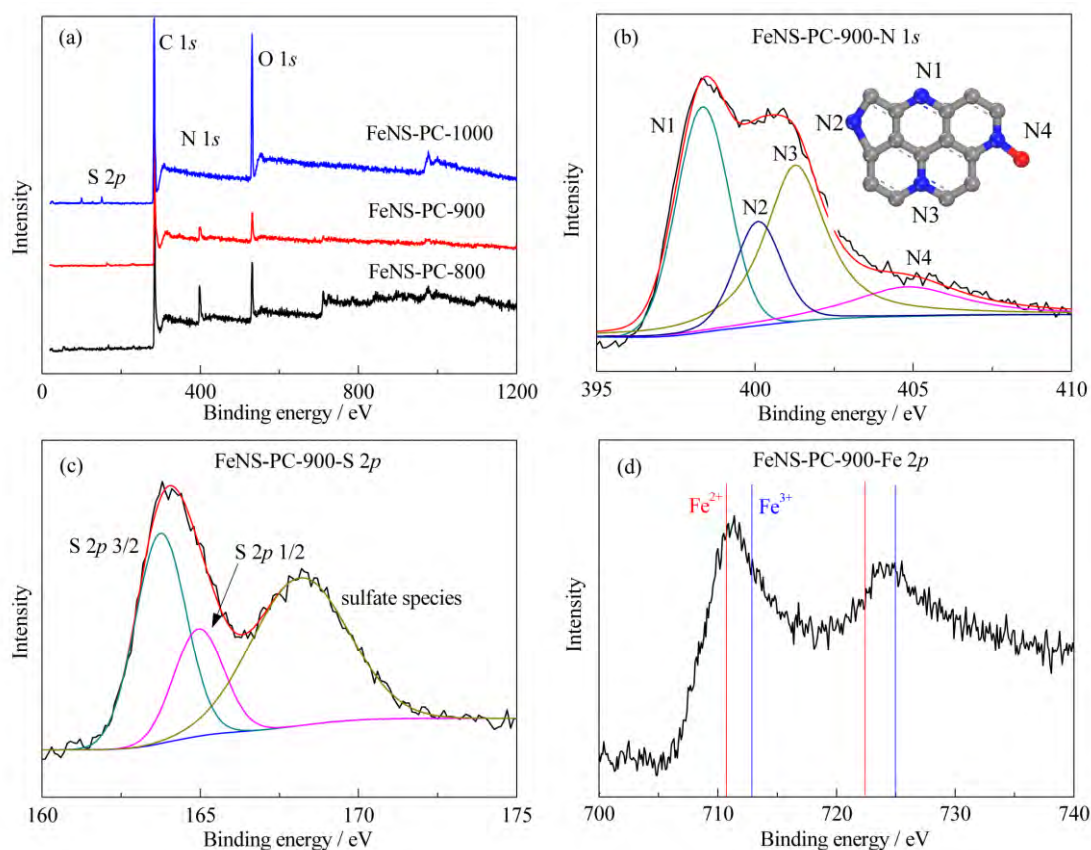 (a)
C 1s
O 1s
N 1s
S 2p
FeNS-PC-1000
FeNS-PC-900
FeNS-PC-800
Intensity
0 400 600 800 1000 1200
Binding energy / eV
(b)
FeNS-PC-900-N 1s
N1
N1
N2
N4
N3
N3
N2
N4
Intensity
395 400 405 410
Binding energy / eV
(c)
FeNS-PC-900-S 2p
S 2p 3/2
S 2p 1/2
sulfate species
Intensity
160 165 170 175
Binding energy / eV
(d)
FeNS-PC-900-Fe 2p
Fe²⁺
Fe³⁺
Intensity
700 710 720 730 740
Binding energy / eV